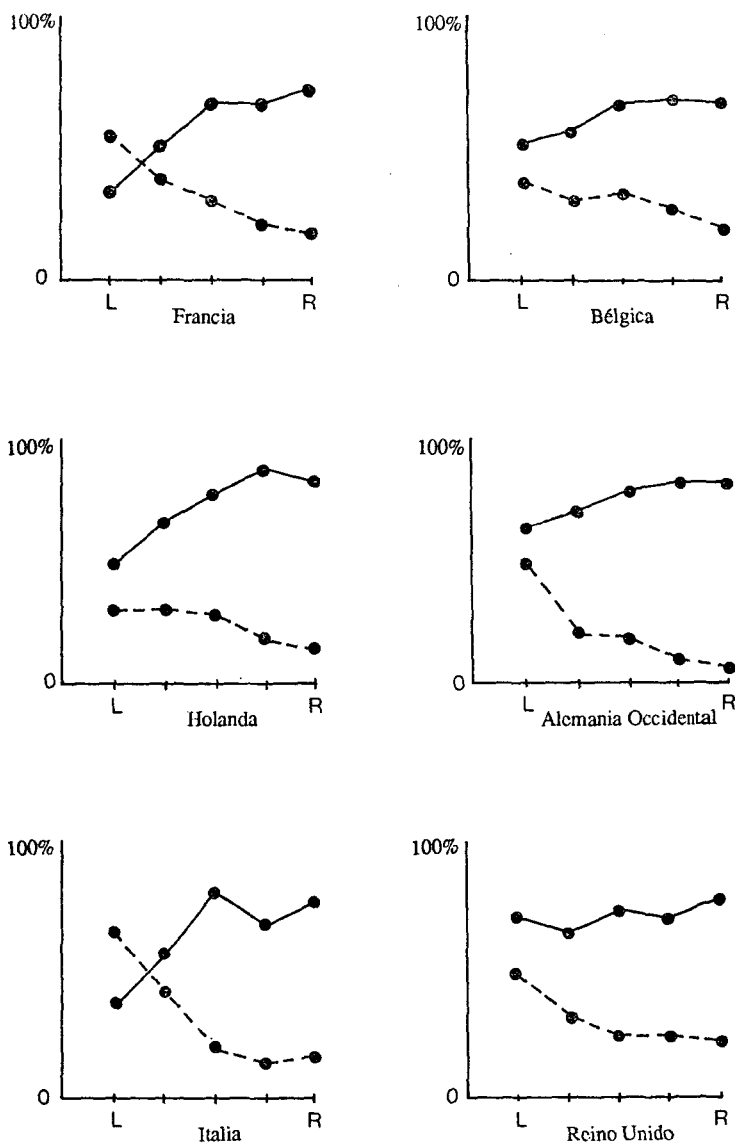 100%
100%
0
0
L R
L R
Francia
Bélgica
100%
100%
0
0
L R
L R
Holanda
Alemania Occidental
100%
100%
0
0
L R
L R
Italia
Reino Unido